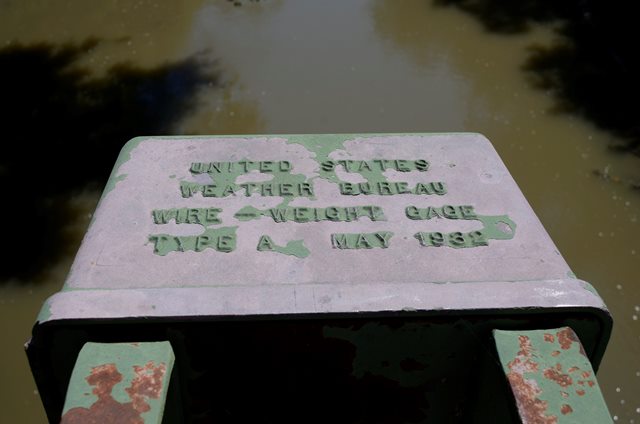 UNITED STATES
WEATHER BUREAU
WIRE - WEIGHT GAGE
TYPE A MAY 1932